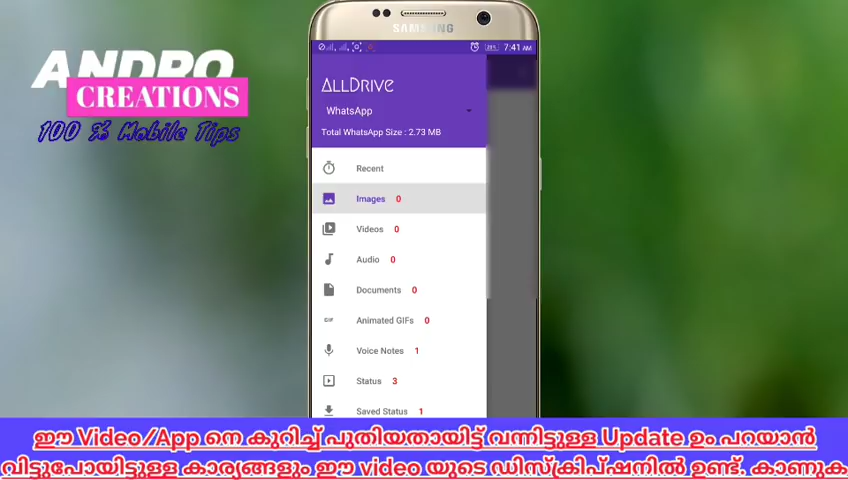 ANDRO
CREATIONS
100 % Mobile Tips
SAMSUNG
7:41 AM
ALLDRIVE
WhatsApp
Total WhatsApp Size : 2.73 MB
Recent
Images 0
Videos 0
Audio 0
Documents 0
GIF Animated GIFs 0
Voice Notes 1
Status 3
Saved Status 1
ഈ Video/App നെ കുറിച്ച് പുതിയതായിട്ട് വന്നിട്ടുള്ള Update ഉം പറയാൻ
വിട്ടുപോയിട്ടുള്ള കാര്യങ്ങളും ഈ video യുടെ ഡിസ്ക്രിപ്ഷനിൽ ഉണ്ട്. കാണുക